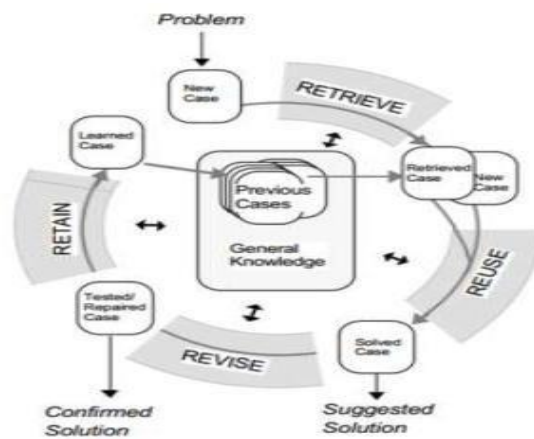 Problem
New
Case
RETRIEVE
Learned
Case
Retrieved
Case
New
Case
Previous
Cases
General
Knowledge
RETAIN
REUSE
Tested/
Repaired
Case
REVISE
Solved
Case
Confirmed
Solution
Suggested
Solution